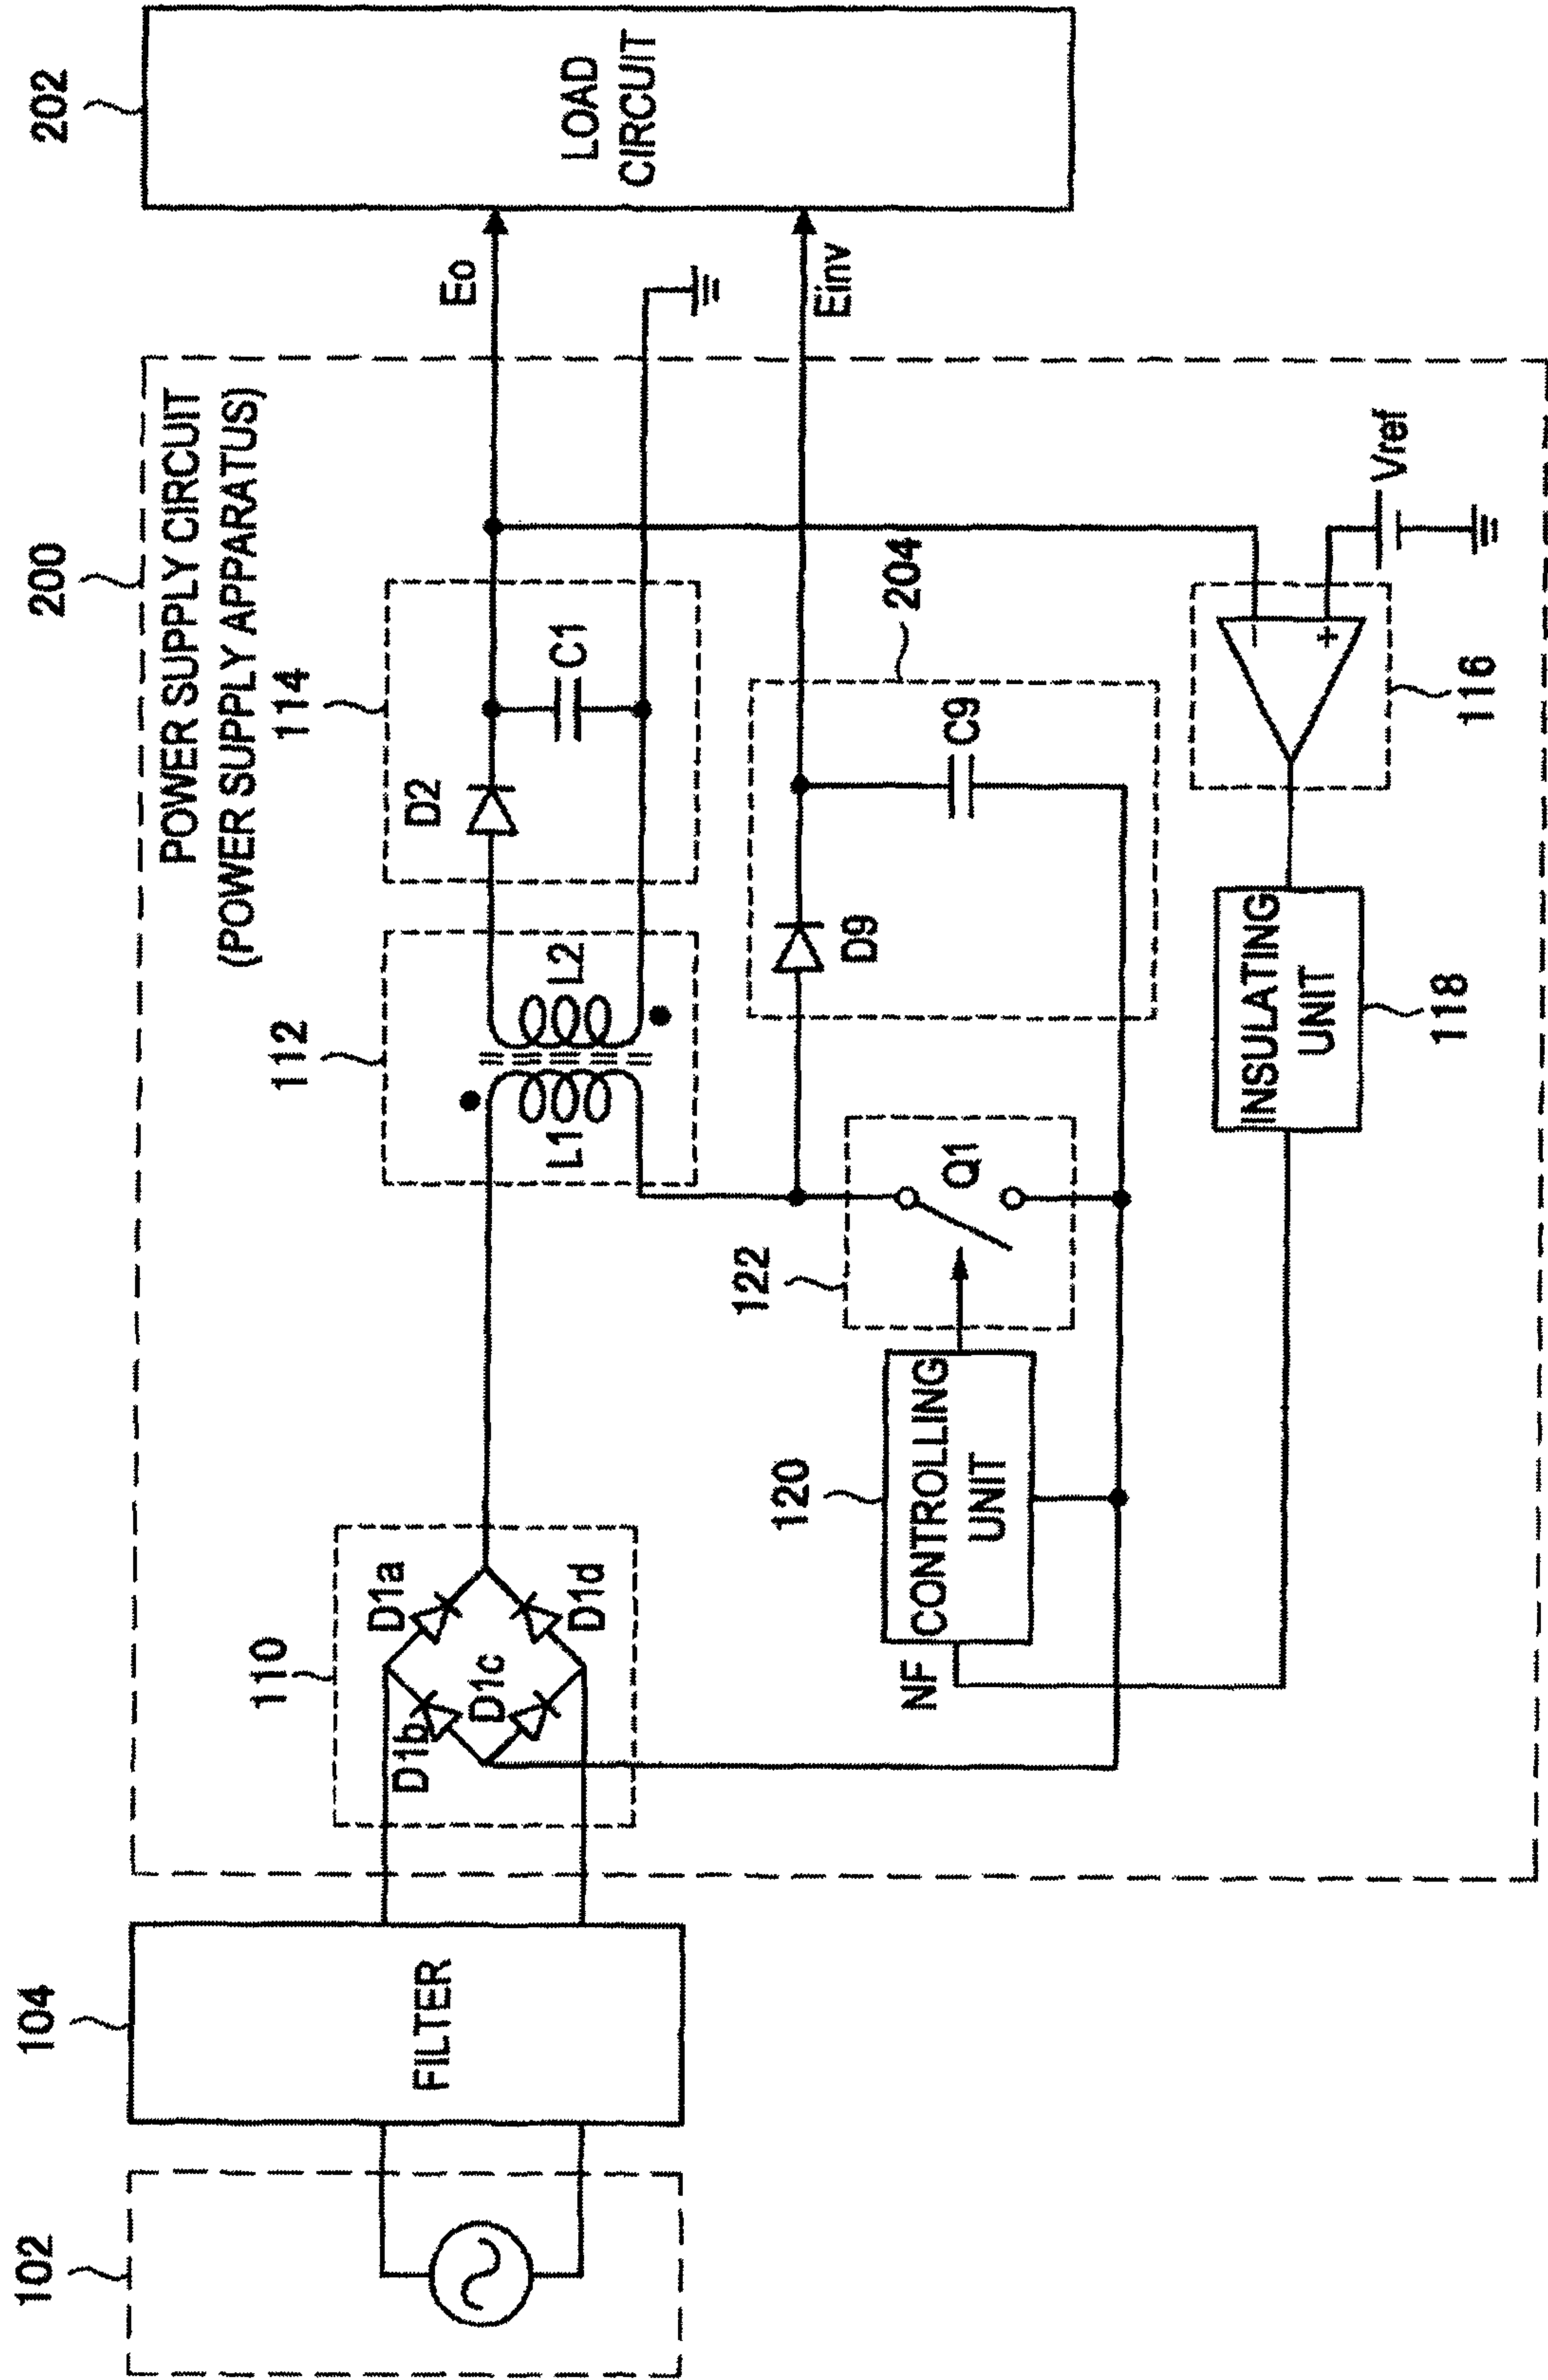 102
104
FILTER
200
POWER SUPPLY CIRCUIT
(POWER SUPPLY APPARATUS)
110
D1a
D1b
D1c
D1d
112
L1
L2
114
D2
C1
Eo
202
LOAD
CIRCUIT
Einv
204
D9
C9
122
Q1
120
CONTROLLING
UNIT
NF
INSULATING
UNIT
118
116
−
+
Vref